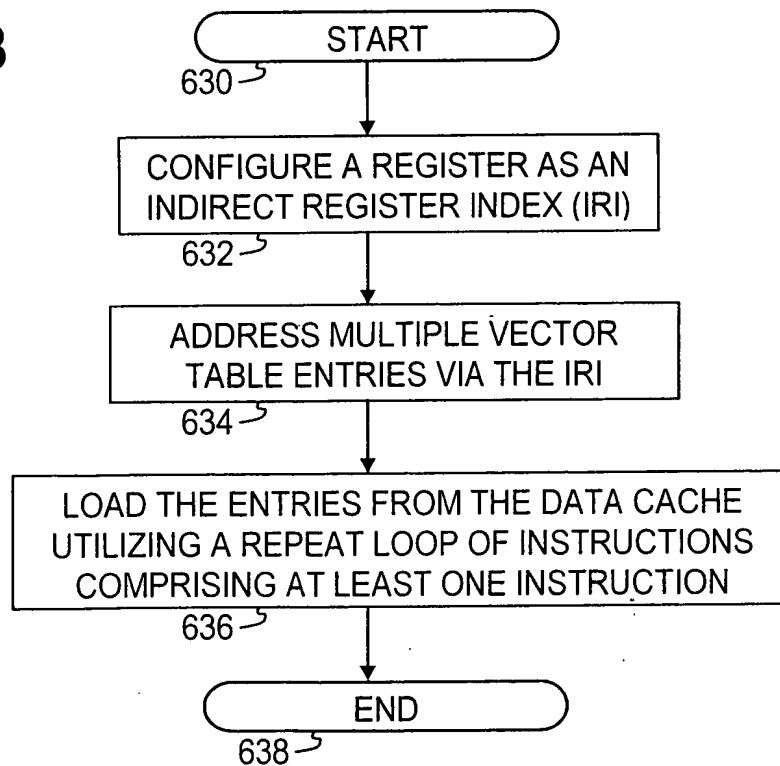 START
630
CONFIGURE A REGISTER AS AN
INDIRECT REGISTER INDEX (IRI)
632
ADDRESS MULTIPLE VECTOR
TABLE ENTRIES VIA THE IRI
634
LOAD THE ENTRIES FROM THE DATA CACHE
UTILIZING A REPEAT LOOP OF INSTRUCTIONS
COMPRISING AT LEAST ONE INSTRUCTION
636
END
638